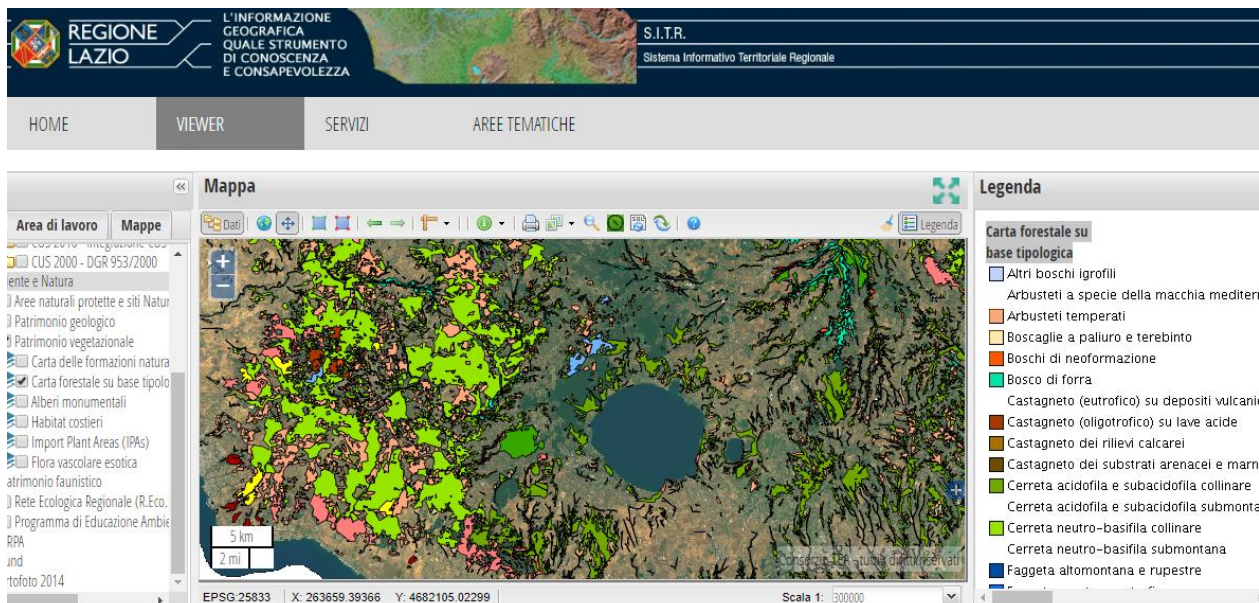 REGIONE
LAZIO
L'INFORMAZIONE
GEOGRAFICA
QUALE STRUMENTO
DI CONOSCENZA
E CONSAPEVOLEZZA
S.I.T.R.
Sistema Informativo Territoriale Regionale
HOME VIEWER SERVIZI AREE TEMATICHE
Area di lavoro Mappe
CUS 2000 - DGR 953/2000
ente e Natura
Aree naturali protette e siti Natur
Patrimonio geologico
Patrimonio vegetazionale
Carta delle formazioni natura
Carta forestale su base tipolo
Alberi monumentali
Habitat costieri
Import Plant Areas (IPAs)
Flora vascolare esotica
atrimonio faunistico
Rete Ecologica Regionale (R.Eco.
Programma di Educazione Ambie
RPA
und
rtofoto 2014
Mappa
Dati Legenda
+
−
5 km
2 mi
tutti i diritti riservati
EPSG:25833 X: 263659.39366 Y: 4682105.02299 Scala 1: 300000
Legenda
Carta forestale su
base tipologica
Altri boschi igrofili
Arbusteti a specie della macchia mediterr
Arbusteti temperati
Boscaglie a paliuro e terebinto
Boschi di neoformazione
Bosco di forra
Castagneto (eutrofico) su depositi vulcani
Castagneto (oligotrofico) su lave acide
Castagneto dei rilievi calcarei
Castagneto dei substrati arenacei e marn
Cerreta acidofila e subacidofila collinare
Cerreta acidofila e subacidofila submonta
Cerreta neutro-basifila collinare
Cerreta neutro-basifila submontana
Faggeta altomontana e rupestre